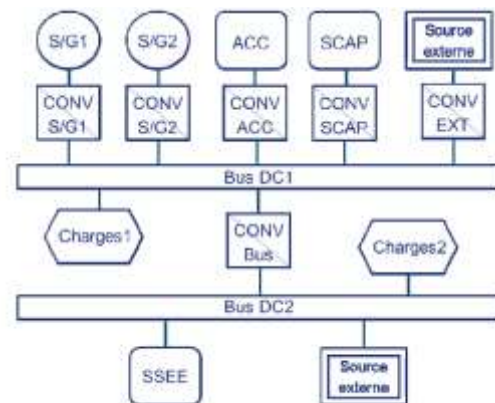 S/G1 S/G2 ACC SCAP Source
externe
CONV CONV CONV CONV CONV
S/G1 S/G2 ACC SCAP EXT
Bus DC1
Charges1 CONV Charges2
Bus
Bus DC2
SSEE Source
externe